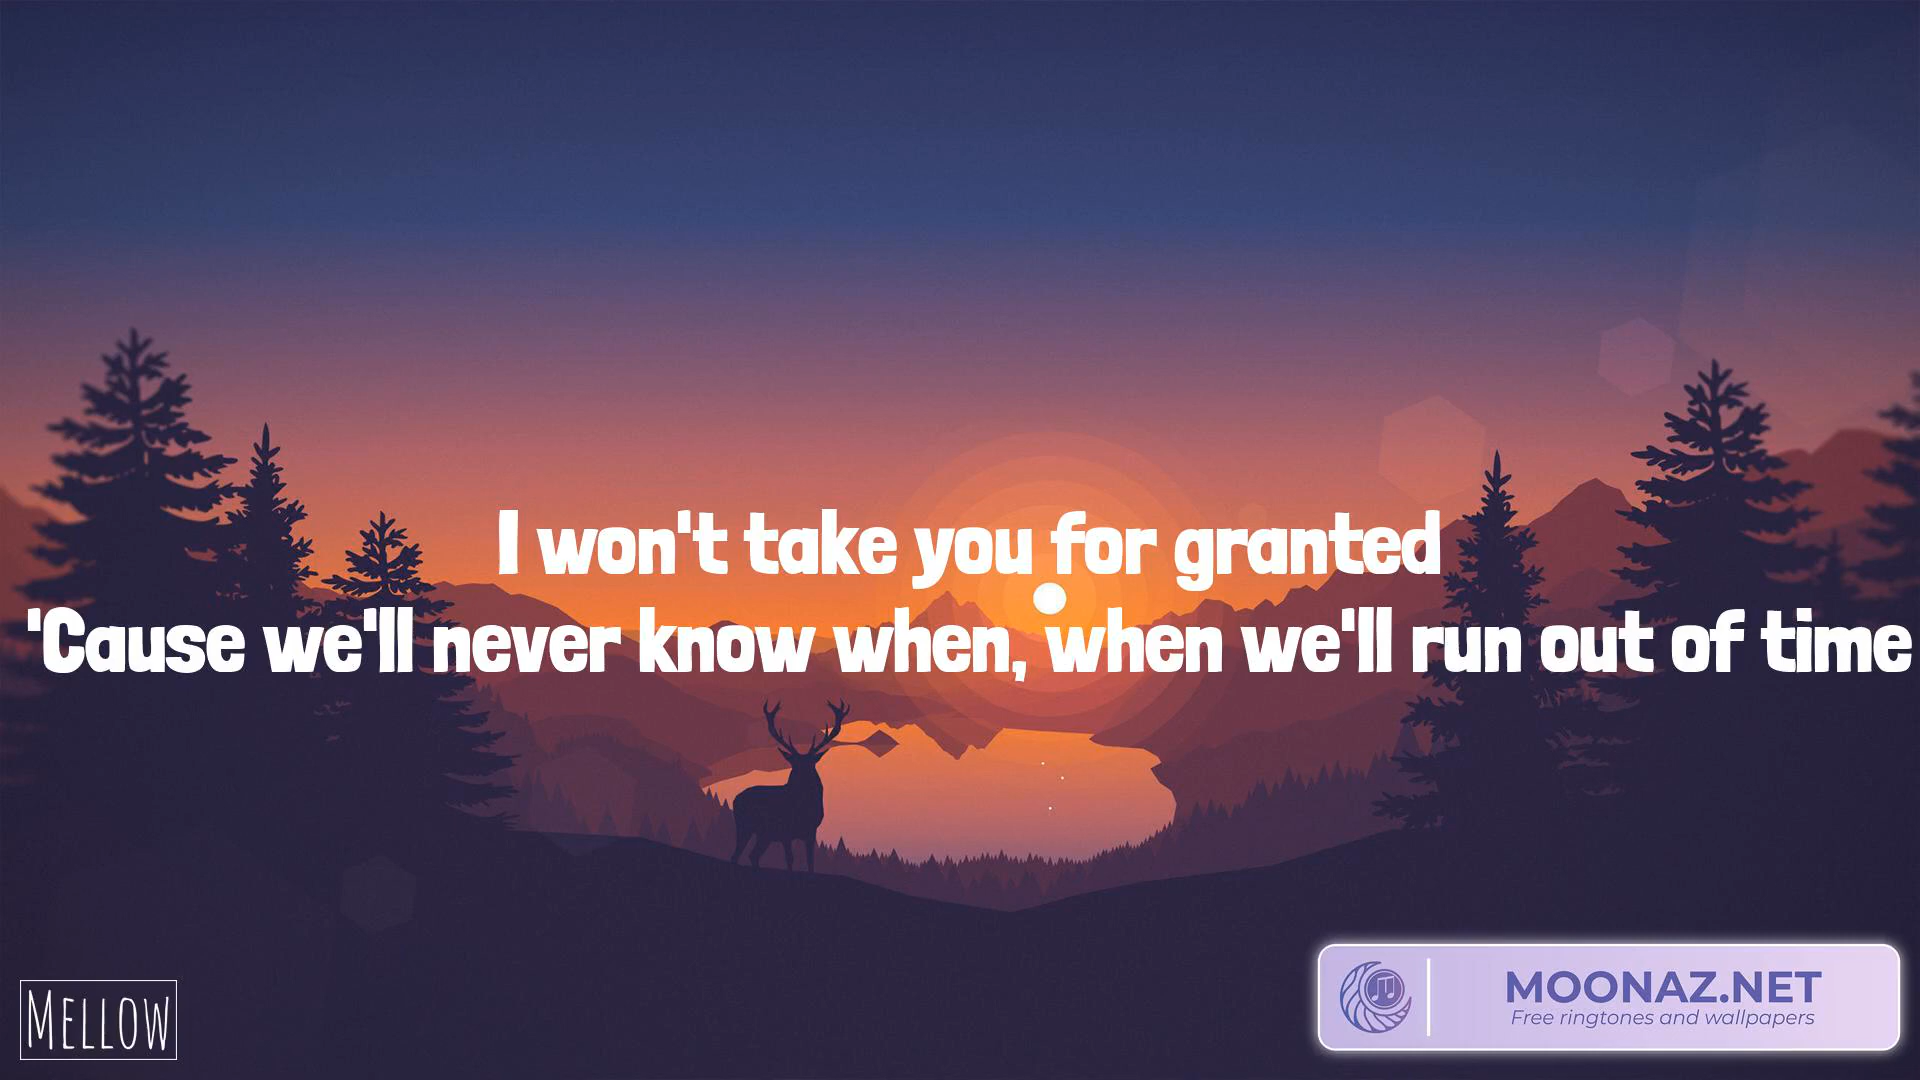 I won't take you for granted
'Cause we'll never know when, when we'll run out of time
MELLOW
MOONAZ.NET
Free ringtones and wallpapers